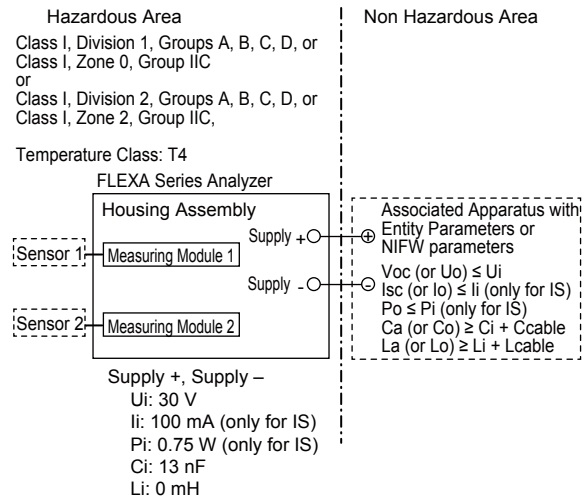 Hazardous Area
Non Hazardous Area
Class I, Division 1, Groups A, B, C, D, or
Class I, Zone 0, Group IIC
or
Class I, Division 2, Groups A, B, C, D, or
Class I, Zone 2, Group IIC,
Temperature Class: T4
FLEXA Series Analyzer
Housing Assembly
Supply +
Supply -
Sensor 1
Measuring Module 1
Sensor 2
Measuring Module 2
+
-
Associated Apparatus with
Entity Parameters or
NIFW parameters
Voc (or Uo) ≤ Ui
Isc (or Io) ≤ Ii (only for IS)
Po ≤ Pi (only for IS)
Ca (or Co) ≥ Ci + Ccable
La (or Lo) ≥ Li + Lcable
Supply +, Supply –
Ui: 30 V
Ii: 100 mA (only for IS)
Pi: 0.75 W (only for IS)
Ci: 13 nF
Li: 0 mH